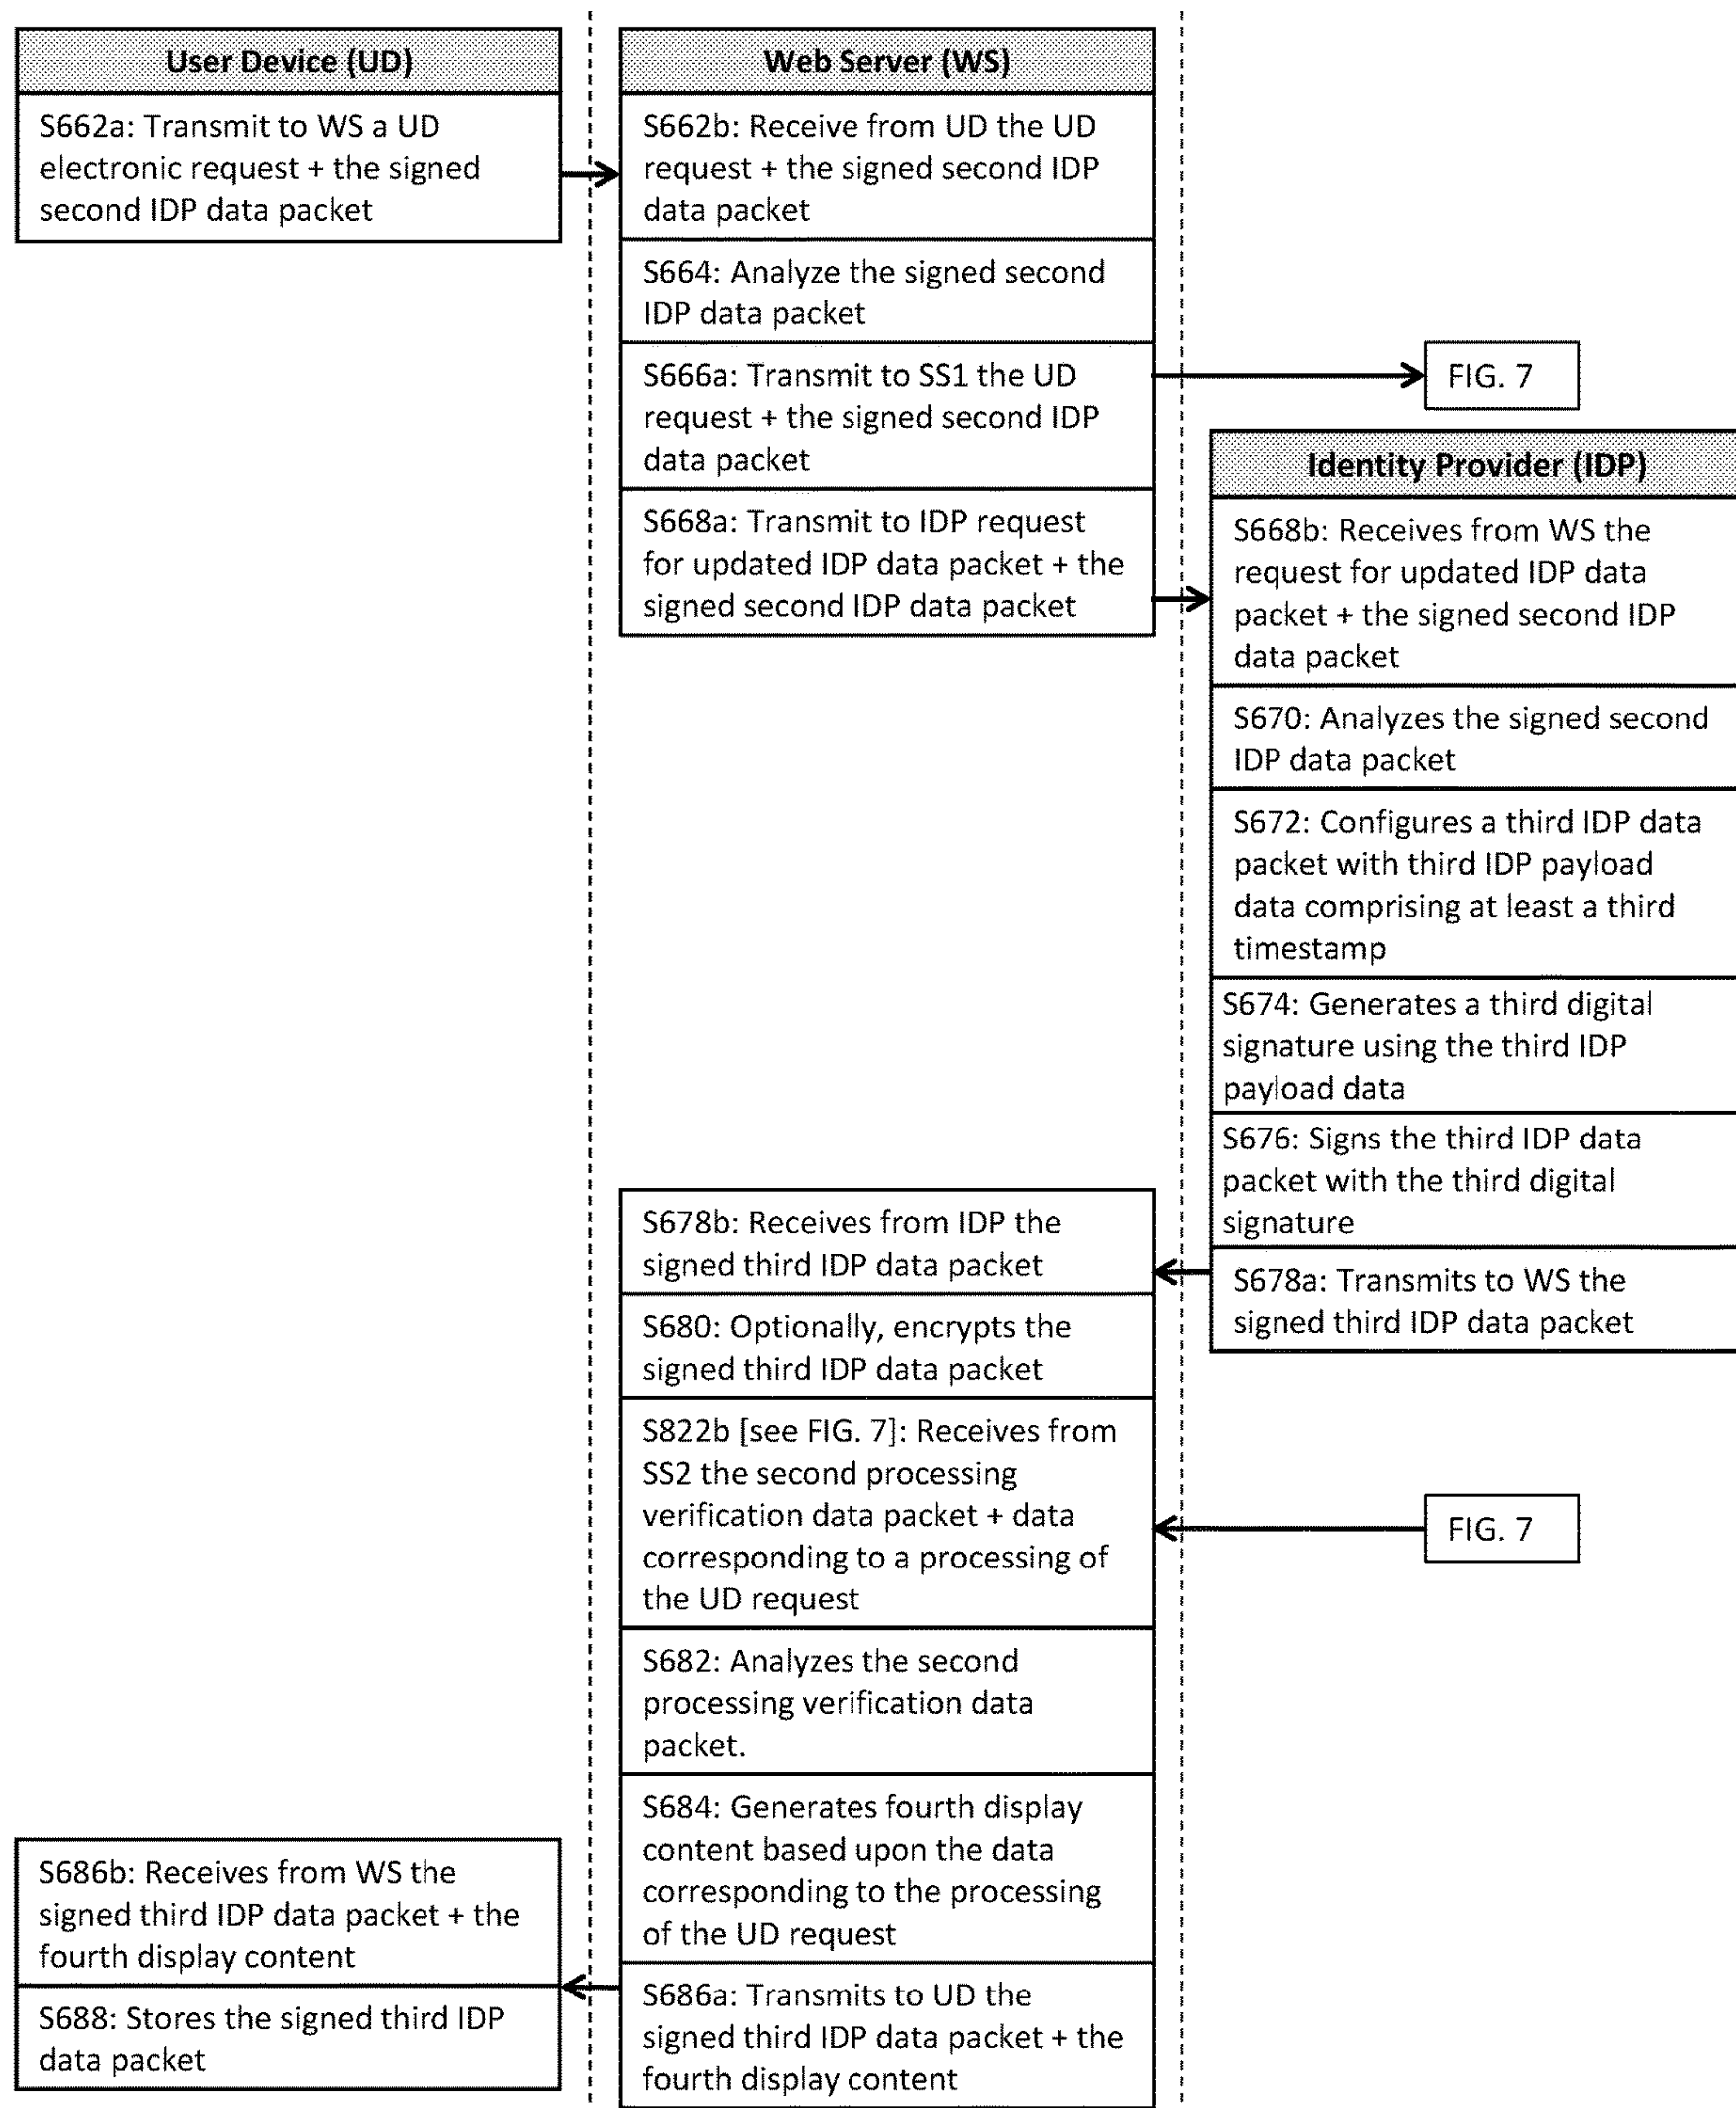 User Device (UD)
S662a: Transmit to WS a UD
electronic request + the signed
second IDP data packet
Web Server (WS)
S662b: Receive from UD the UD
request + the signed second IDP
data packet
S664: Analyze the signed second
IDP data packet
S666a: Transmit to SS1 the UD
request + the signed second IDP
data packet
FIG. 7
S668a: Transmit to IDP request
for updated IDP data packet + the
signed second IDP data packet
Identity Provider (IDP)
S668b: Receives from WS the
request for updated IDP data
packet + the signed second IDP
data packet
S670: Analyzes the signed second
IDP data packet
S672: Configures a third IDP data
packet with third IDP payload
data comprising at least a third
timestamp
S674: Generates a third digital
signature using the third IDP
payload data
S676: Signs the third IDP data
packet with the third digital
signature
S678a: Transmits to WS the
signed third IDP data packet
S678b: Receives from IDP the
signed third IDP data packet
S680: Optionally, encrypts the
signed third IDP data packet
S822b [see FIG. 7]: Receives from
SS2 the second processing
verification data packet + data
corresponding to a processing of
the UD request
FIG. 7
S682: Analyzes the second
processing verification data
packet.
S684: Generates fourth display
content based upon the data
corresponding to the processing
of the UD request
S686a: Transmits to UD the
signed third IDP data packet + the
fourth display content
S686b: Receives from WS the
signed third IDP data packet + the
fourth display content
S688: Stores the signed third IDP
data packet